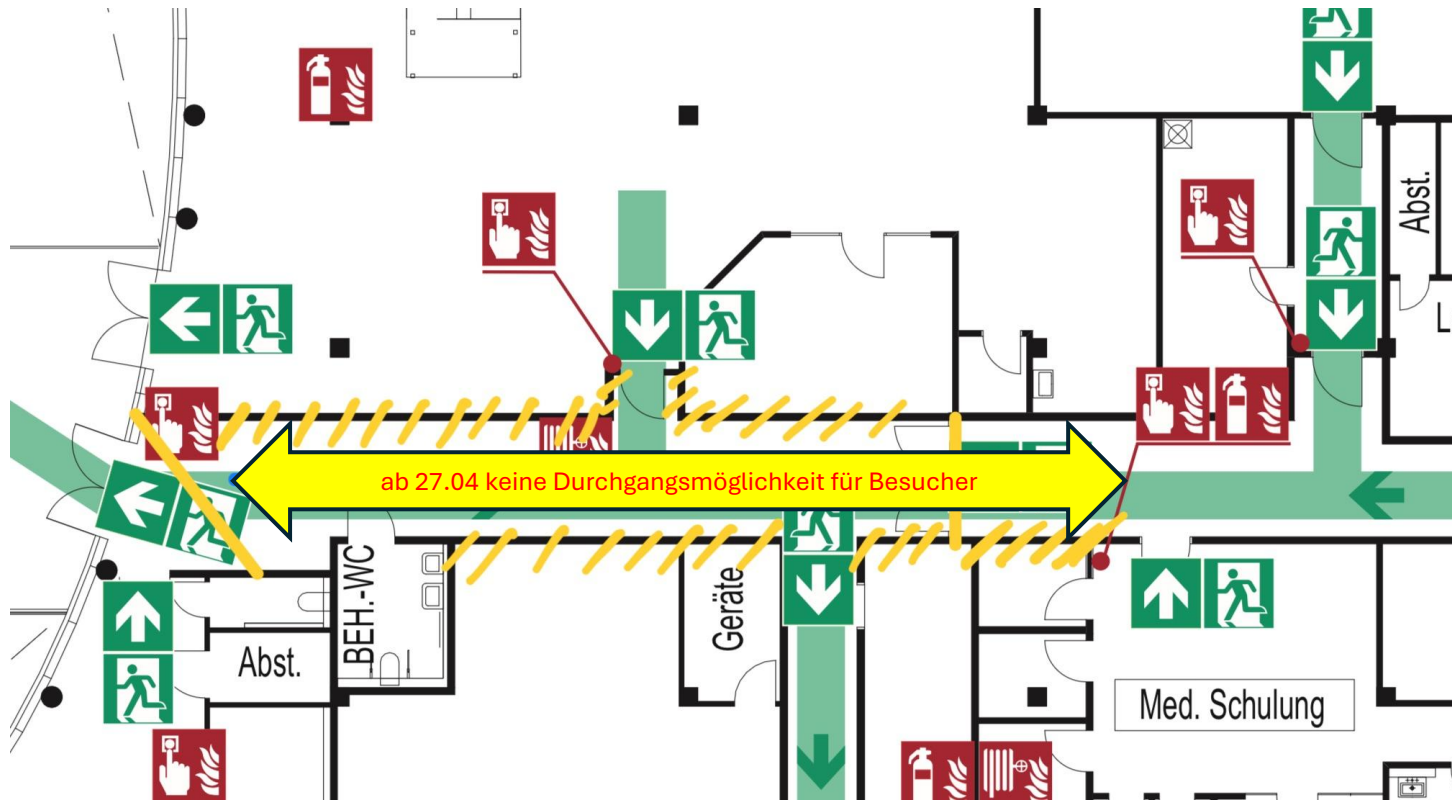 Abst.
ab 27.04 keine Durchgangsmöglichkeit für Besucher
BEH.-WC
Geräte
Abst.
Med. Schulung